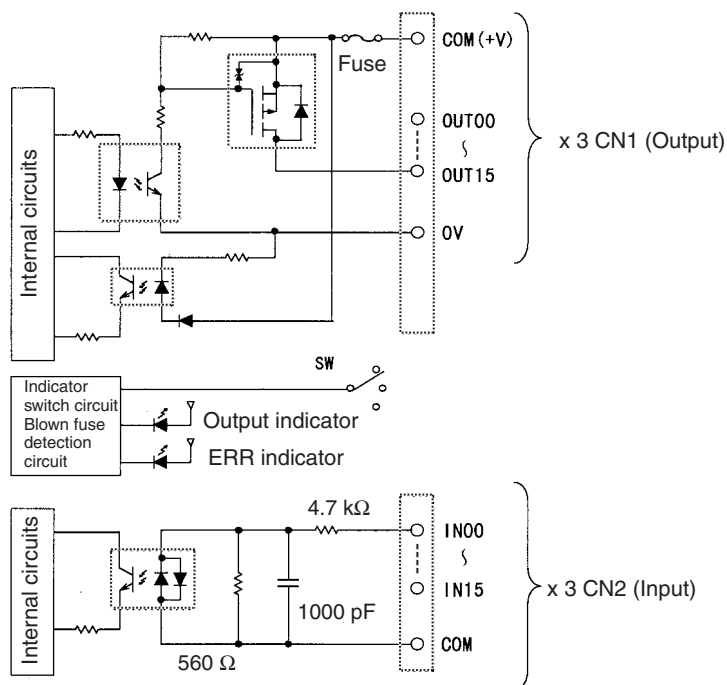 COM (+V)
Fuse
OUT00
~
OUT15
0V
x 3 CN1 (Output)
Internal circuits
SW
Indicator
switch circuit
Blown fuse
detection
circuit
Output indicator
ERR indicator
Internal circuits
4.7 kΩ
1000 pF
560 Ω
IN00
~
IN15
COM
x 3 CN2 (Input)